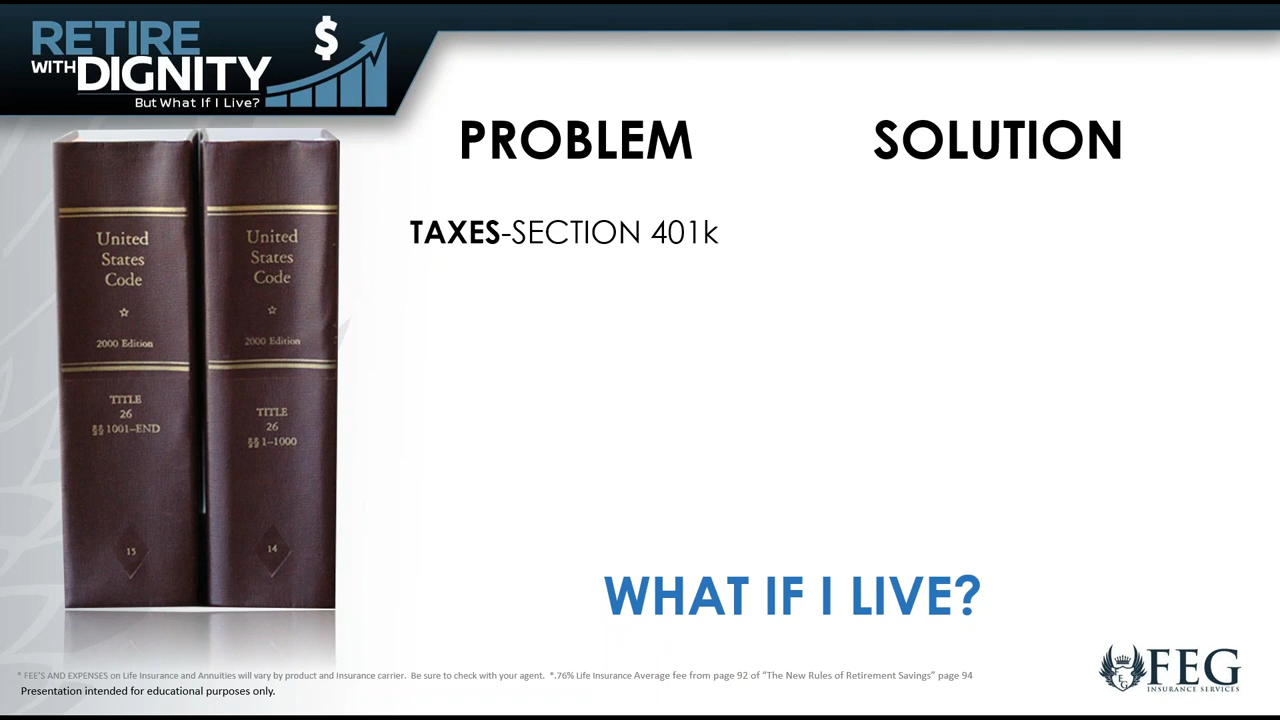 RETIRE
WITH DIGNITY
But What If I Live?
$
PROBLEM
SOLUTION
TAXES-SECTION 401k
United
States
Code
2000 Edition
TITLE
26
§§ 1001–END
15
United
States
Code
2000 Edition
TITLE
26
§§ 1–1000
14
WHAT IF I LIVE?
FEG
INSURANCE SERVICES
* FEE'S AND EXPENSES on Life Insurance and Annuities will vary by product and Insurance carrier. Be sure to check with your agent. *.76% Life Insurance Average fee from page 92 of “The New Rules of Retirement Savings” page 94
Presentation intended for educational purposes only.